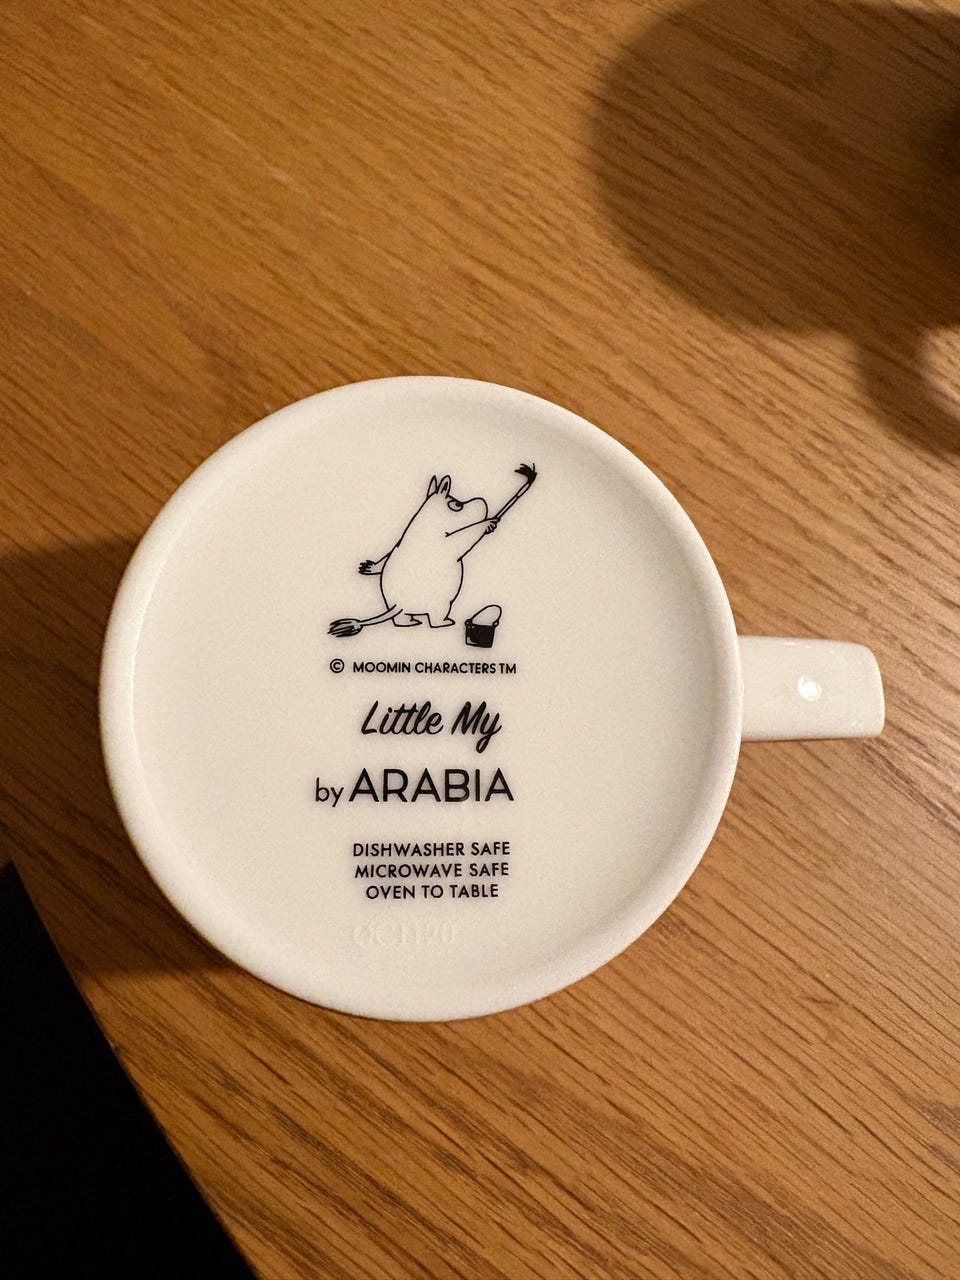 © MOOMIN CHARACTERS TM
Little My
by ARABIA
DISHWASHER SAFE
MICROWAVE SAFE
OVEN TO TABLE